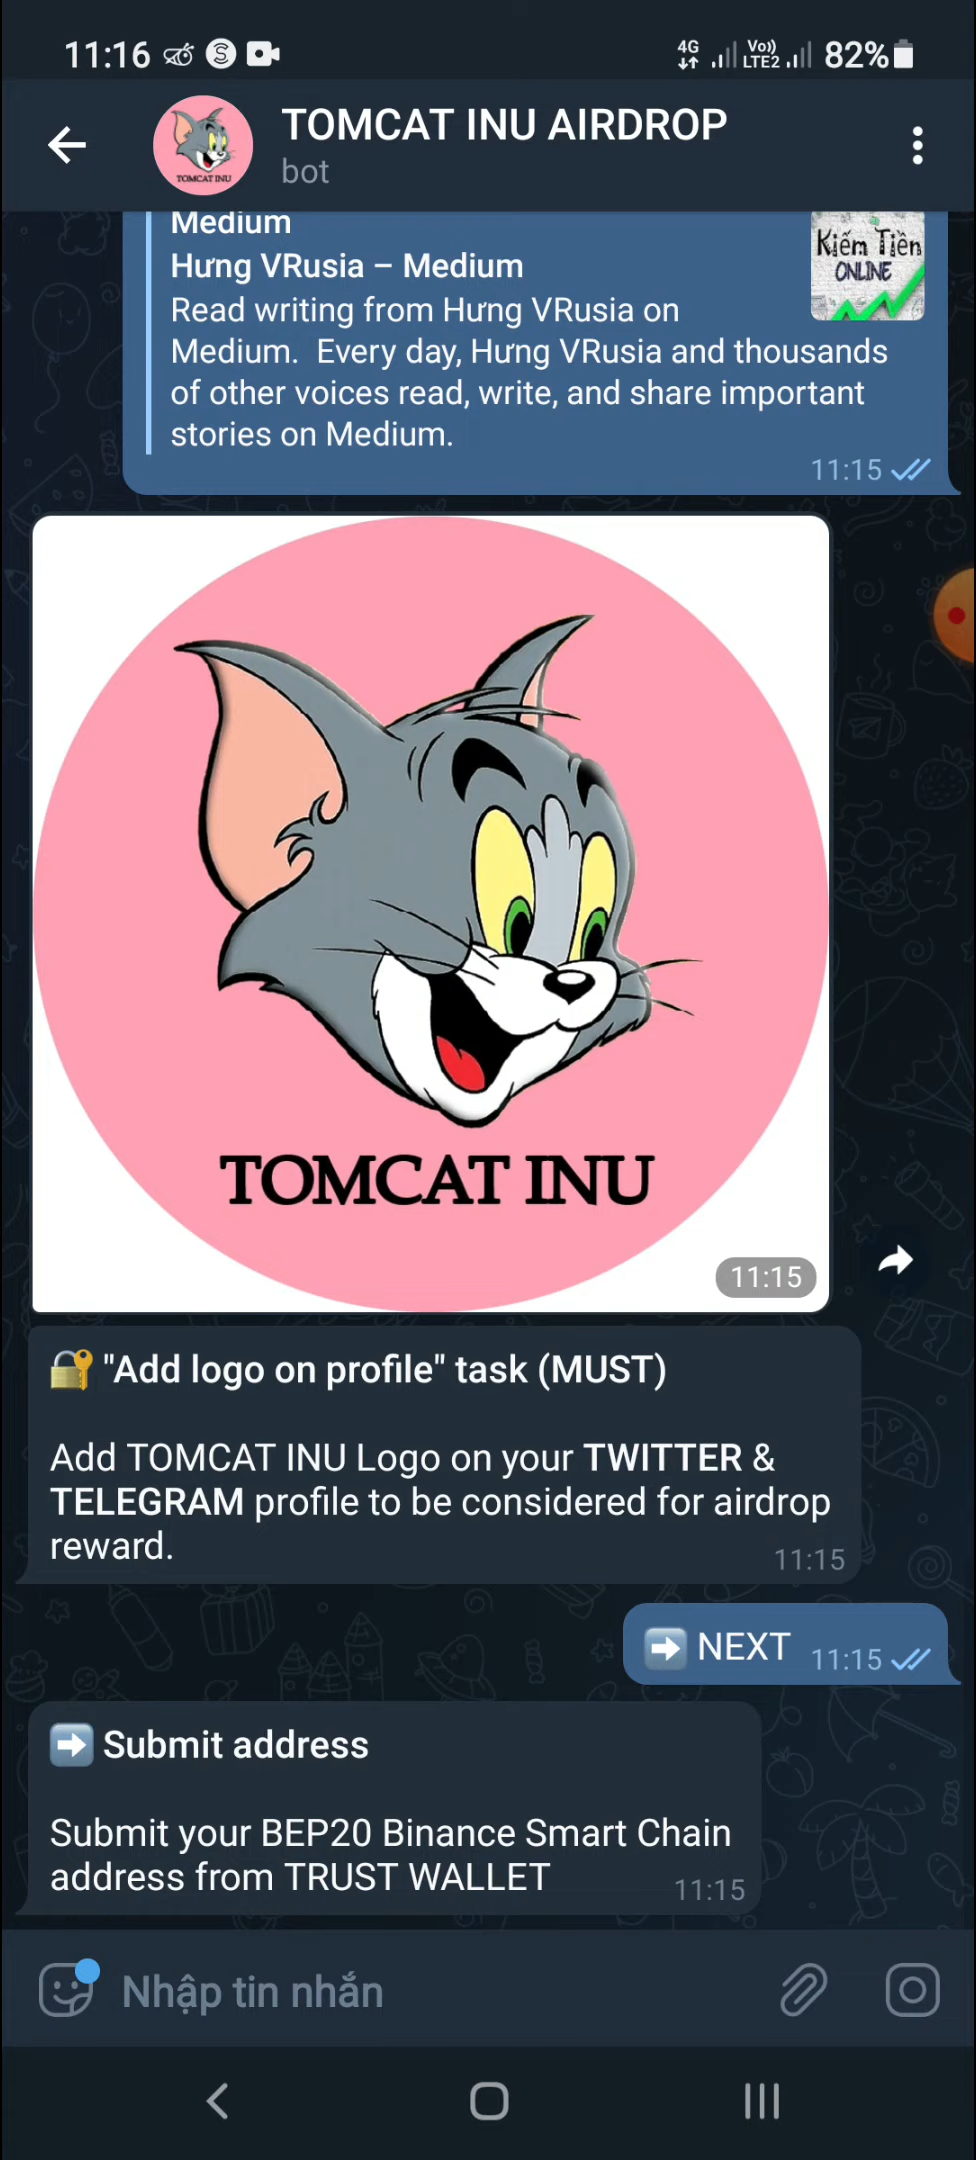 11:16
4G
Vo))
LTE2
82%
TOMCAT INU
TOMCAT INU AIRDROP
bot
Medium
Hưng VRusia – Medium
Read writing from Hưng VRusia on
Medium. Every day, Hưng VRusia and thousands
of other voices read, write, and share important
stories on Medium.
Kiếm Tiền
ONLINE
11:15
TOMCAT INU
11:15
"Add logo on profile" task (MUST)
Add TOMCAT INU Logo on your TWITTER &
TELEGRAM profile to be considered for airdrop
reward.
11:15
NEXT
11:15
Submit address
Submit your BEP20 Binance Smart Chain
address from TRUST WALLET
11:15
Nhập tin nhắn